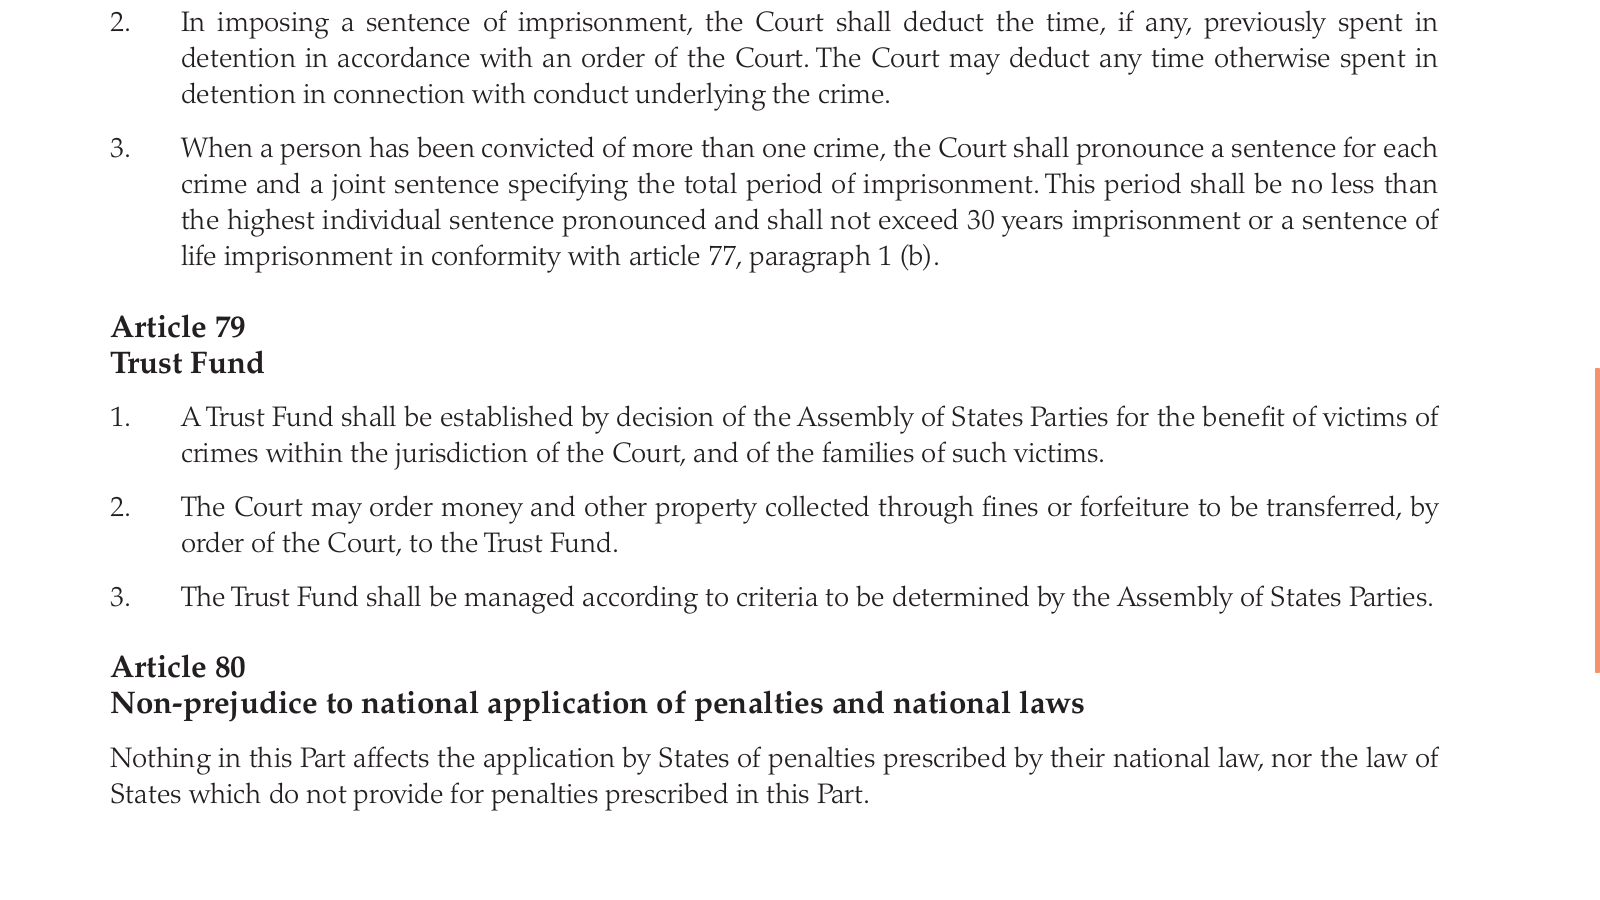 2. In imposing a sentence of imprisonment, the Court shall deduct the time, if any, previously spent in
detention in accordance with an order of the Court. The Court may deduct any time otherwise spent in
detention in connection with conduct underlying the crime.
3. When a person has been convicted of more than one crime, the Court shall pronounce a sentence for each
crime and a joint sentence specifying the total period of imprisonment. This period shall be no less than
the highest individual sentence pronounced and shall not exceed 30 years imprisonment or a sentence of
life imprisonment in conformity with article 77, paragraph 1 (b).
Article 79
Trust Fund
1. A Trust Fund shall be established by decision of the Assembly of States Parties for the benefit of victims of
crimes within the jurisdiction of the Court, and of the families of such victims.
2. The Court may order money and other property collected through fines or forfeiture to be transferred, by
order of the Court, to the Trust Fund.
3. The Trust Fund shall be managed according to criteria to be determined by the Assembly of States Parties.
Article 80
Non-prejudice to national application of penalties and national laws
Nothing in this Part affects the application by States of penalties prescribed by their national law, nor the law of
States which do not provide for penalties prescribed in this Part.